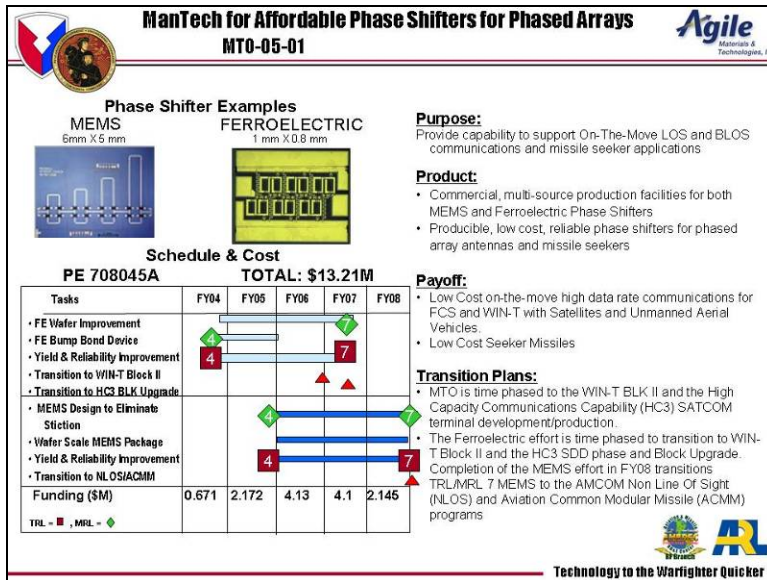 ManTech for Affordable Phase Shifters for Phased Arrays
MTO-05-01
Agile
Materials &
Technologies, I
Phase Shifter Examples
MEMS
6mm X 5 mm
FERROELECTRIC
1 mm X 0.8 mm
Schedule & Cost
PE 708045A
TOTAL: $13.21M
Tasks FY04 FY05 FY06 FY07 FY08
• FE Wafer Improvement
• FE Bump Bond Device
• Yield & Reliability Improvement
• Transition to WIN-T Block II
• Transition to HC3 BLK Upgrade
4 7
4 7
• MEMS Design to Eliminate
Stiction
• Wafer Scale MEMS Package
• Yield & Reliability Improvement
• Transition to NLOS/ACMM
4 7
4 7
Funding ($M) 0.671 2.172 4.13 4.1 2.145
TRL = , MRL =
Purpose:
Provide capability to support On-The-Move LOS and BLOS
communications and missile seeker applications
Product:
• Commercial, multi-source production facilities for both
MEMS and Ferroelectric Phase Shifters
• Producible, low cost, reliable phase shifters for phased
array antennas and missile seekers
Payoff:
• Low Cost on-the-move high data rate communications for
FCS and WIN-T with Satellites and Unmanned Aerial
Vehicles.
• Low Cost Seeker Missiles
Transition Plans:
• MTO is time phased to the WIN-T BLK II and the High
Capacity Communications Capability (HC3) SATCOM
terminal development/production.
• The Ferroelectric effort is time phased to transition to WIN-
T Block II and the HC3 SDD phase and Block Upgrade.
Completion of the MEMS effort in FY08 transitions
TRL/MRL 7 MEMS to the AMCOM Non Line Of Sight
(NLOS) and Aviation Common Modular Missile (ACMM)
programs
RF Branch
ARL
Technology to the Warfighter Quicker